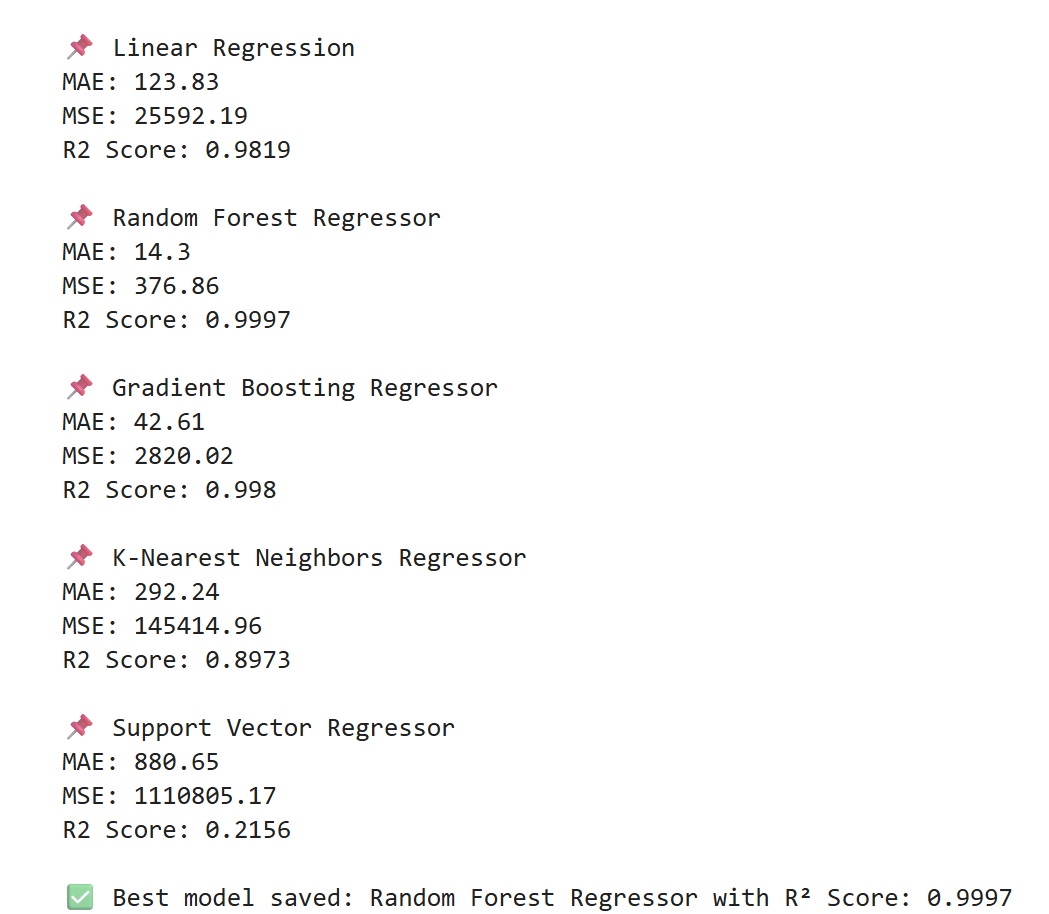 📌 Linear Regression
MAE: 123.83
MSE: 25592.19
R2 Score: 0.9819
📌 Random Forest Regressor
MAE: 14.3
MSE: 376.86
R2 Score: 0.9997
📌 Gradient Boosting Regressor
MAE: 42.61
MSE: 2820.02
R2 Score: 0.998
📌 K-Nearest Neighbors Regressor
MAE: 292.24
MSE: 145414.96
R2 Score: 0.8973
📌 Support Vector Regressor
MAE: 880.65
MSE: 1110805.17
R2 Score: 0.2156
✅ Best model saved: Random Forest Regressor with R² Score: 0.9997